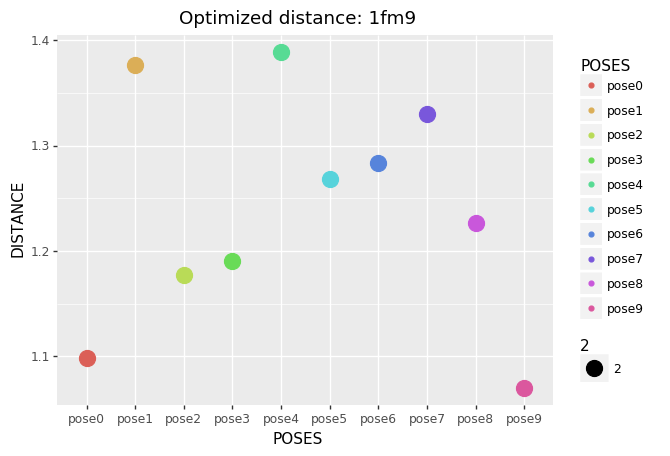 Optimized distance: 1fm9
DISTANCE
1.4
1.3
1.2
1.1
pose0 pose1 pose2 pose3 pose4 pose5 pose6 pose7 pose8 pose9
POSES
POSES
pose0
pose1
pose2
pose3
pose4
pose5
pose6
pose7
pose8
pose9
2
2